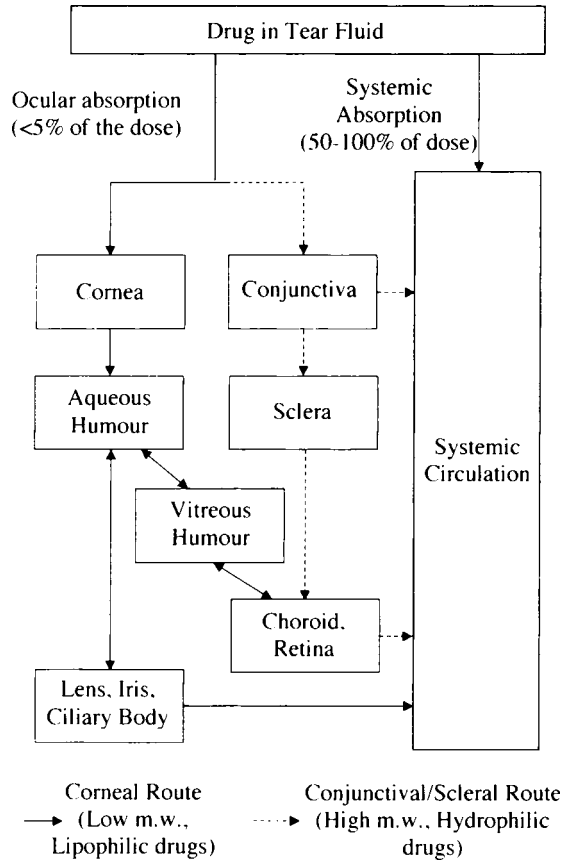 Drug in Tear Fluid
Ocular absorption
(<5% of the dose)
Systemic
Absorption
(50-100% of dose)
Cornea
Conjunctiva
Aqueous
Humour
Sclera
Systemic
Circulation
Vitreous
Humour
Choroid,
Retina
Lens, Iris,
Ciliary Body
Corneal Route
(Low m.w.,
Lipophilic drugs)
Conjunctival/Scleral Route
(High m.w., Hydrophilic
drugs)